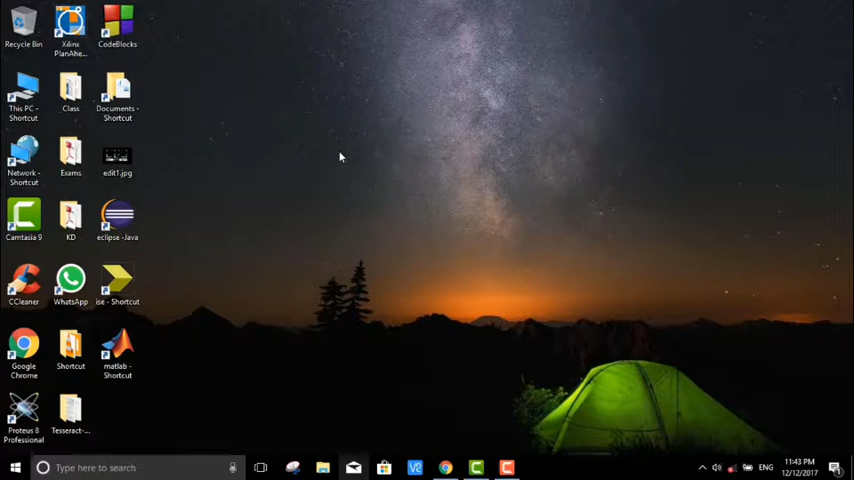 Recycle Bin
Xilinx
PlanAhe...
CodeBlocks
This PC -
Shortcut
Class
Documents -
Shortcut
Network -
Shortcut
Exams
edit1.jpg
Camtasia 9
KD
eclipse -Java
CCleaner
WhatsApp
ise - Shortcut
Google
Chrome
Shortcut
matlab -
Shortcut
Proteus 8
Professional
Tesseract-...
Type here to search
ENG
11:43 PM
12/12/2017